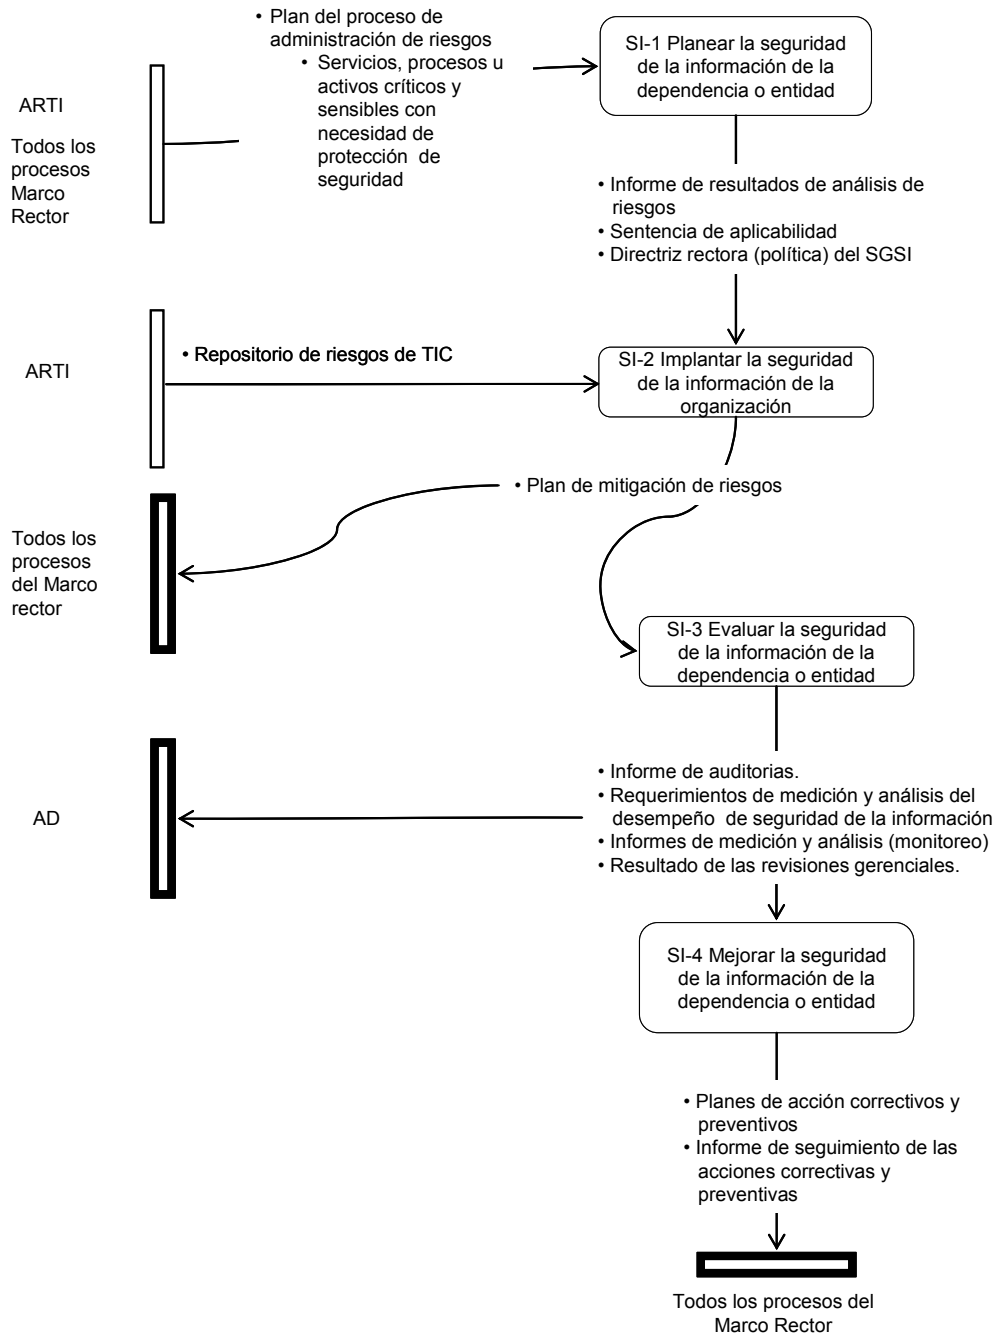 • Plan del proceso de
administración de riesgos
• Servicios, procesos u
activos críticos y
sensibles con
necesidad de
protección de
seguridad
SI-1 Planear la seguridad
de la información de la
dependencia o entidad
ARTI
Todos los
procesos
Marco
Rector
• Informe de resultados de análisis de
riesgos
• Sentencia de aplicabilidad
• Directriz rectora (política) del SGSI
ARTI
• Repositorio de riesgos de TIC
SI-2 Implantar la seguridad
de la información de la
organización
• Plan de mitigación de riesgos
Todos los
procesos
del Marco
rector
SI-3 Evaluar la seguridad
de la información de la
dependencia o entidad
AD
• Informe de auditorias.
• Requerimientos de medición y análisis del
desempeño de seguridad de la información
• Informes de medición y análisis (monitoreo)
• Resultado de las revisiones gerenciales.
SI-4 Mejorar la seguridad
de la información de la
dependencia o entidad
• Planes de acción correctivos y
preventivos
• Informe de seguimiento de las
acciones correctivas y
preventivas
Todos los procesos del
Marco Rector